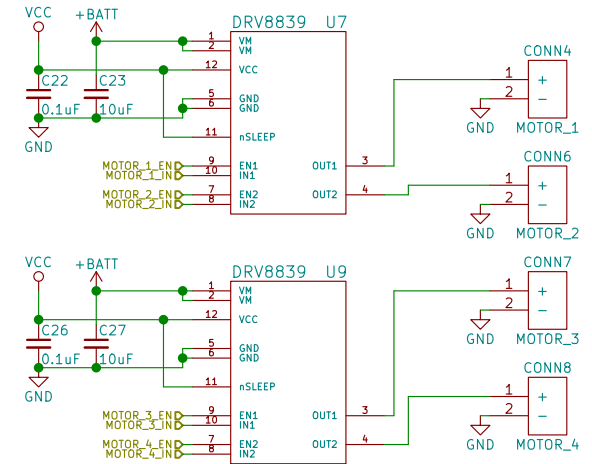 VCC
+BATT
DRV8839 U7
1 VM
2 VM
12 VCC
C22
0.1uF
C23
10uF
GND
5 GND
6 GND
11 nSLEEP
MOTOR_1_EN 9 EN1
MOTOR_1_IN 10 IN1
MOTOR_2_EN 7 EN2
MOTOR_2_IN 8 IN2
OUT1 3
OUT2 4
CONN4
1 +
2 −
GND
MOTOR_1
CONN6
1 +
2 −
GND
MOTOR_2
VCC
+BATT
DRV8839 U9
1 VM
2 VM
12 VCC
C26
0.1uF
C27
10uF
GND
5 GND
6 GND
11 nSLEEP
MOTOR_3_EN 9 EN1
MOTOR_3_IN 10 IN1
MOTOR_4_EN 7 EN2
MOTOR_4_IN 8 IN2
OUT1 3
OUT2 4
CONN7
1 +
2 −
GND
MOTOR_3
CONN8
1 +
2 −
GND
MOTOR_4